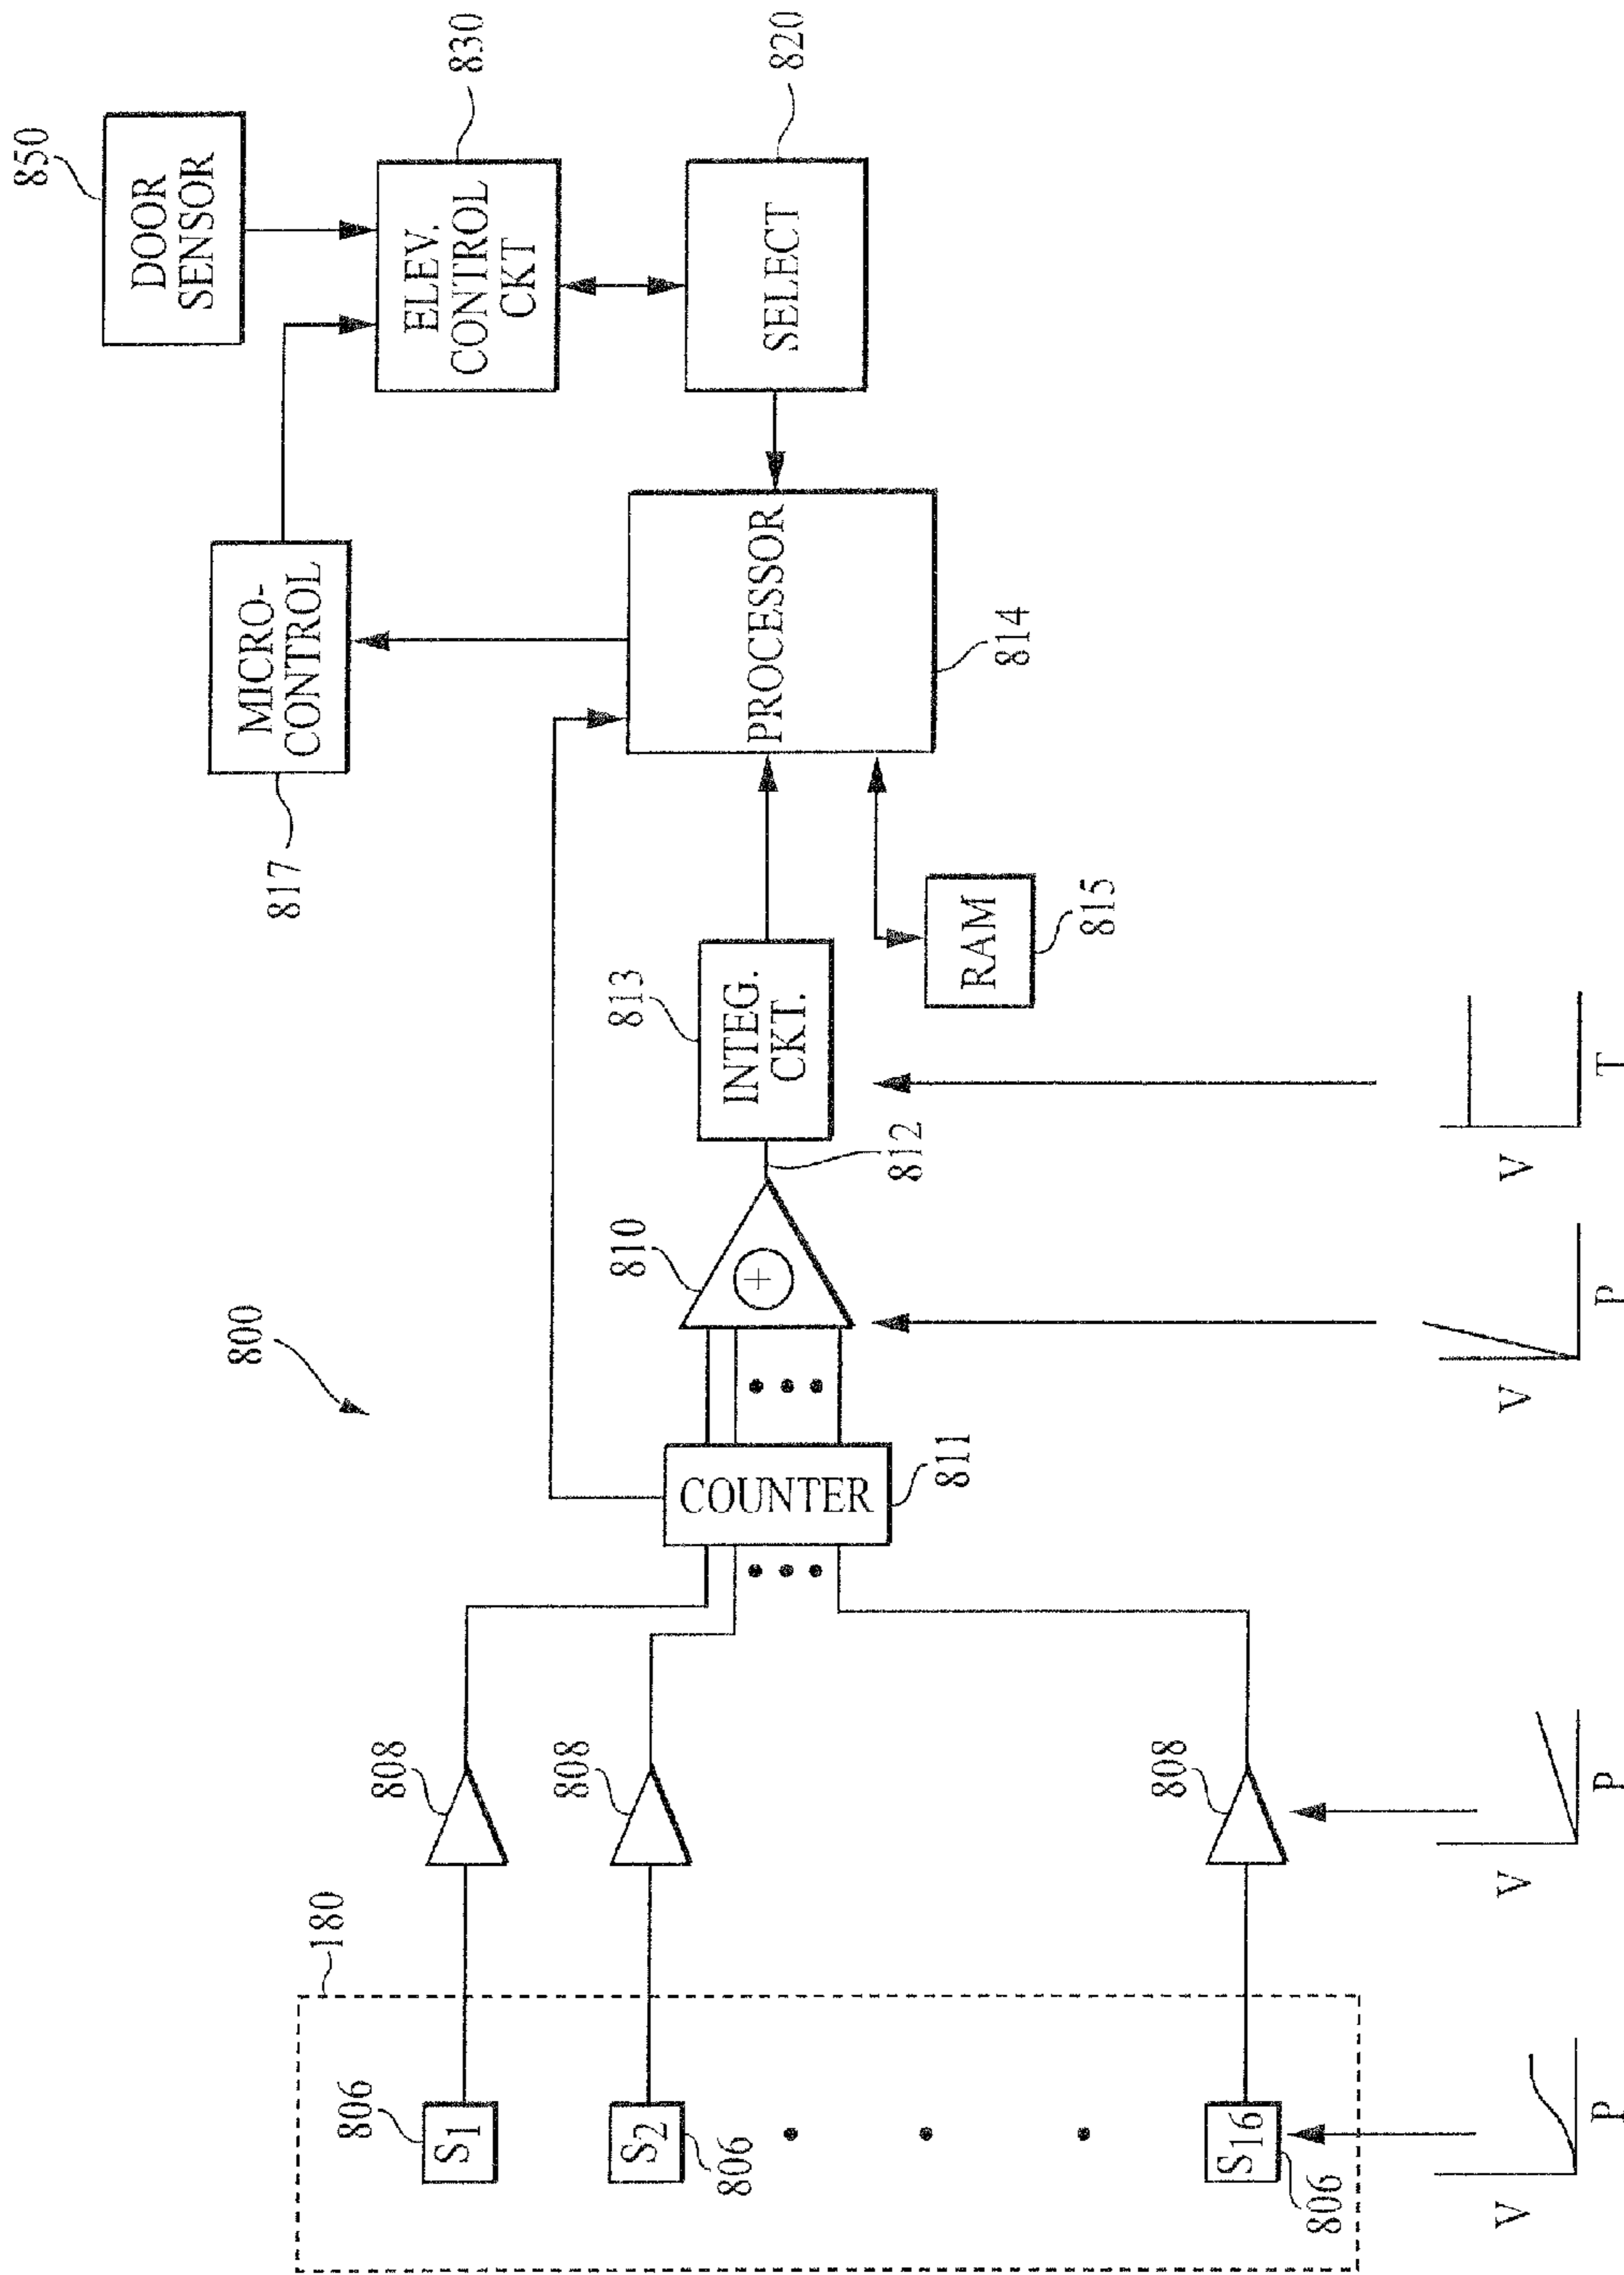 800
180
806
S1
808
S2
806
808
S16
806
808
COUNTER
811
810
+
812
813
INTEG.
CKT.
RAM
815
PROCESSOR
814
MICRO-
CONTROL
817
DOOR
SENSOR
850
ELEV.
CONTROL
CKT
830
SELECT
820
V
P
V
P
V
P
V
T